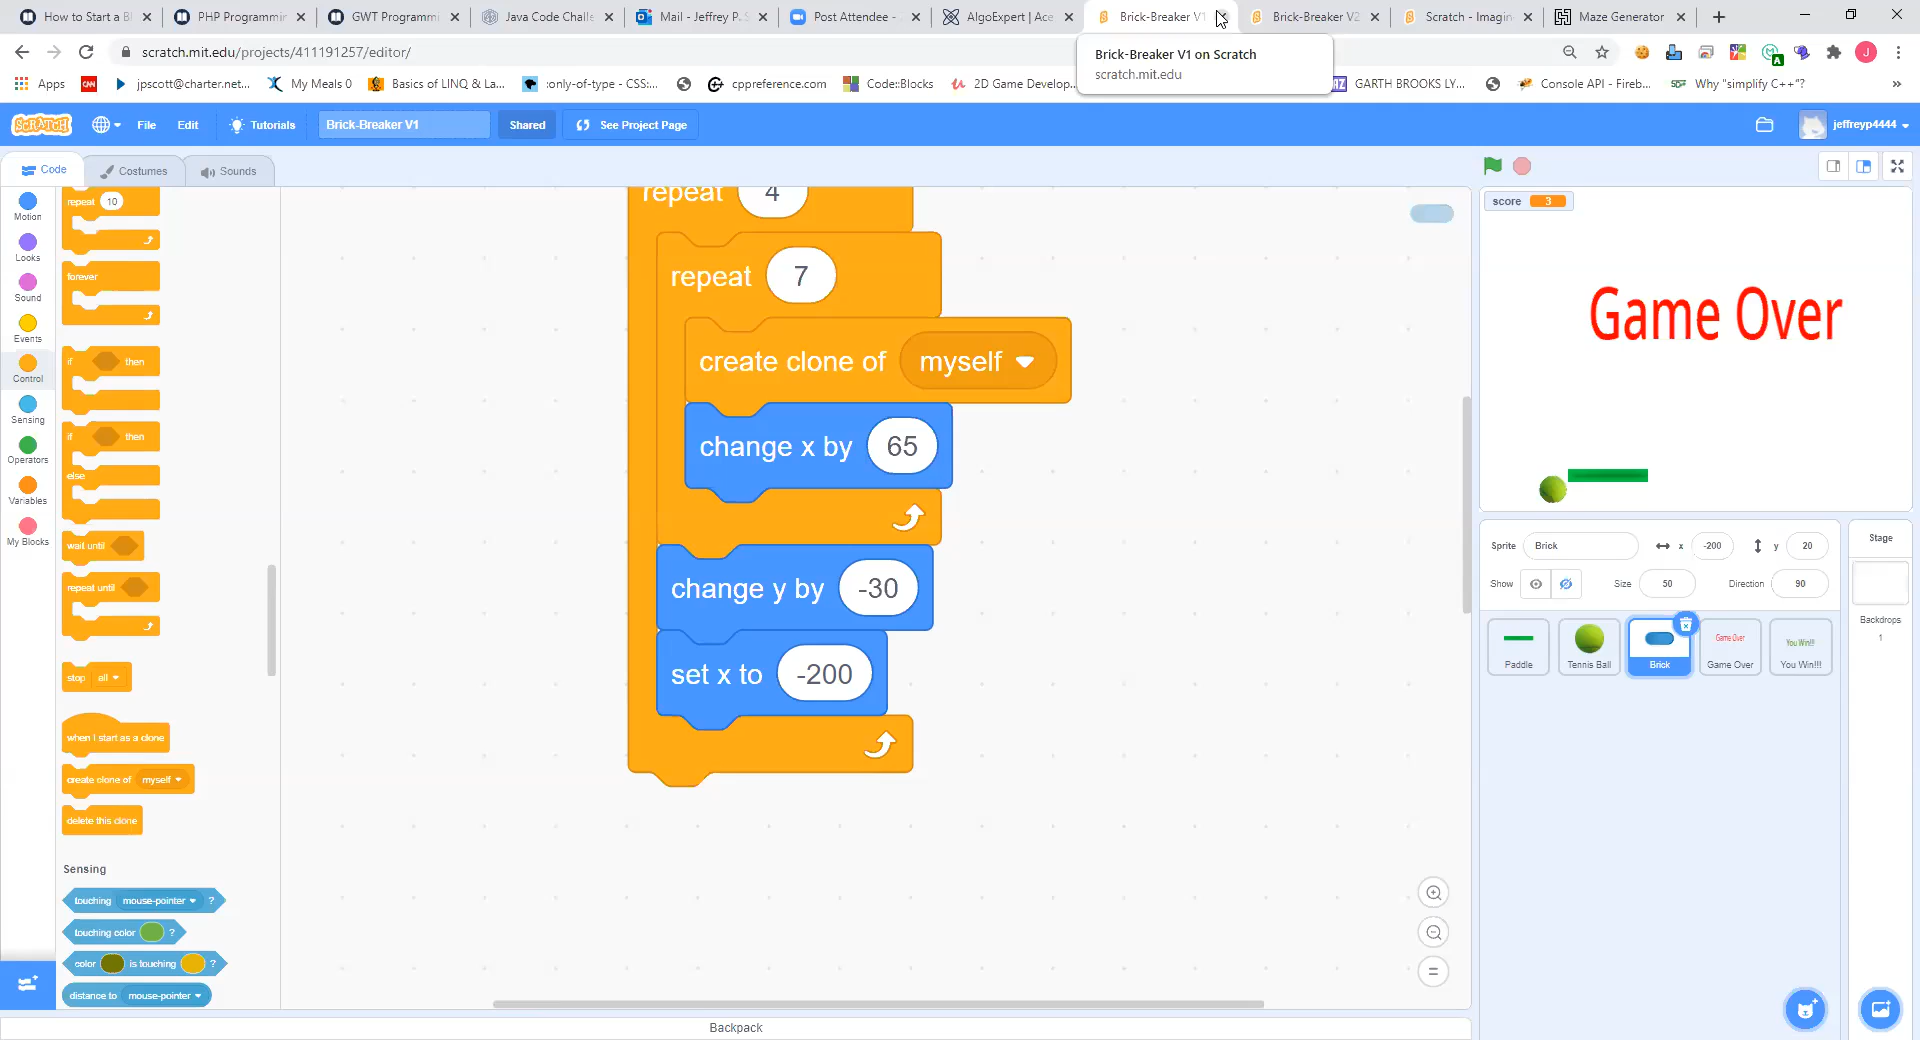 How to Start a B
PHP Programmin
GWT Programmi
Java Code Challe
Mail - Jeffrey P. S
Post Attendee -
AlgoExpert | Ace
Brick-Breaker V1
Brick-Breaker V2
Scratch - Imagin
Maze Generator
scratch.mit.edu/projects/411191257/editor/
Brick-Breaker V1 on Scratch
scratch.mit.edu
Apps
CNN
jpscott@charter.net...
My Meals 0
Basics of LINQ & La...
:only-of-type - CSS:...
cppreference.com
Code::Blocks
2D Game Develop...
GARTH BROOKS LY...
Console API - Fireb...
Why "simplify C++"?
SCRATCH
File
Edit
Tutorials
Brick-Breaker V1
Shared
See Project Page
jeffreyp4444
Code
Costumes
Sounds
Motion
Looks
Sound
Events
Control
Sensing
Operators
Variables
My Blocks
repeat 10
forever
if then
if then
else
wait until
repeat until
stop all
when I start as a clone
create clone of myself
delete this clone
Sensing
touching mouse-pointer ?
touching color ?
color is touching ?
distance to mouse-pointer
repeat 4
repeat 7
create clone of myself
change x by 65
change y by -30
set x to -200
Backpack
score 3
Game Over
Sprite Brick x -200 y 20
Show Size 50 Direction 90
Paddle
Tennis Ball
Brick
Game Over
Game Over
You Win!!!
You Win!!!
Stage
Backdrops
1